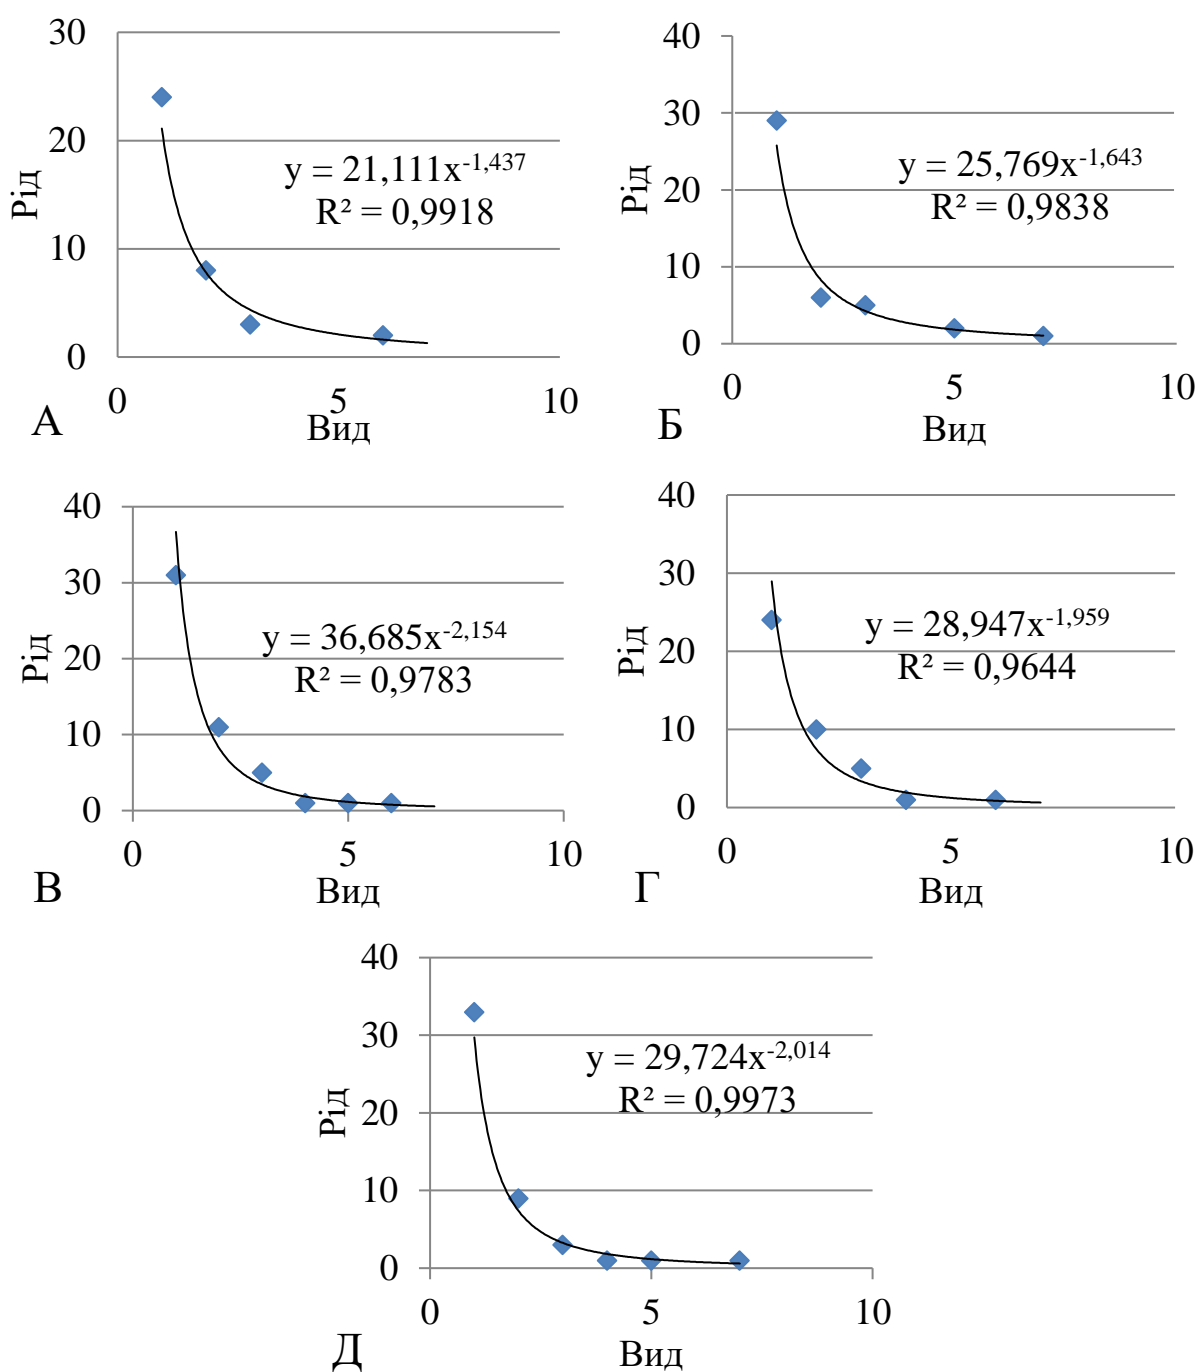 30
20
10
0
0
5
10
Рід
Вид
y = 21,111x^-1,437
R² = 0,9918
А
40
30
20
10
0
0
5
10
Рід
Вид
y = 25,769x^-1,643
R² = 0,9838
Б
40
30
20
10
0
0
5
10
Рід
Вид
y = 36,685x^-2,154
R² = 0,9783
В
40
30
20
10
0
0
5
10
Рід
Вид
y = 28,947x^-1,959
R² = 0,9644
Г
40
30
20
10
0
0
5
10
Рід
Вид
y = 29,724x^-2,014
R² = 0,9973
Д